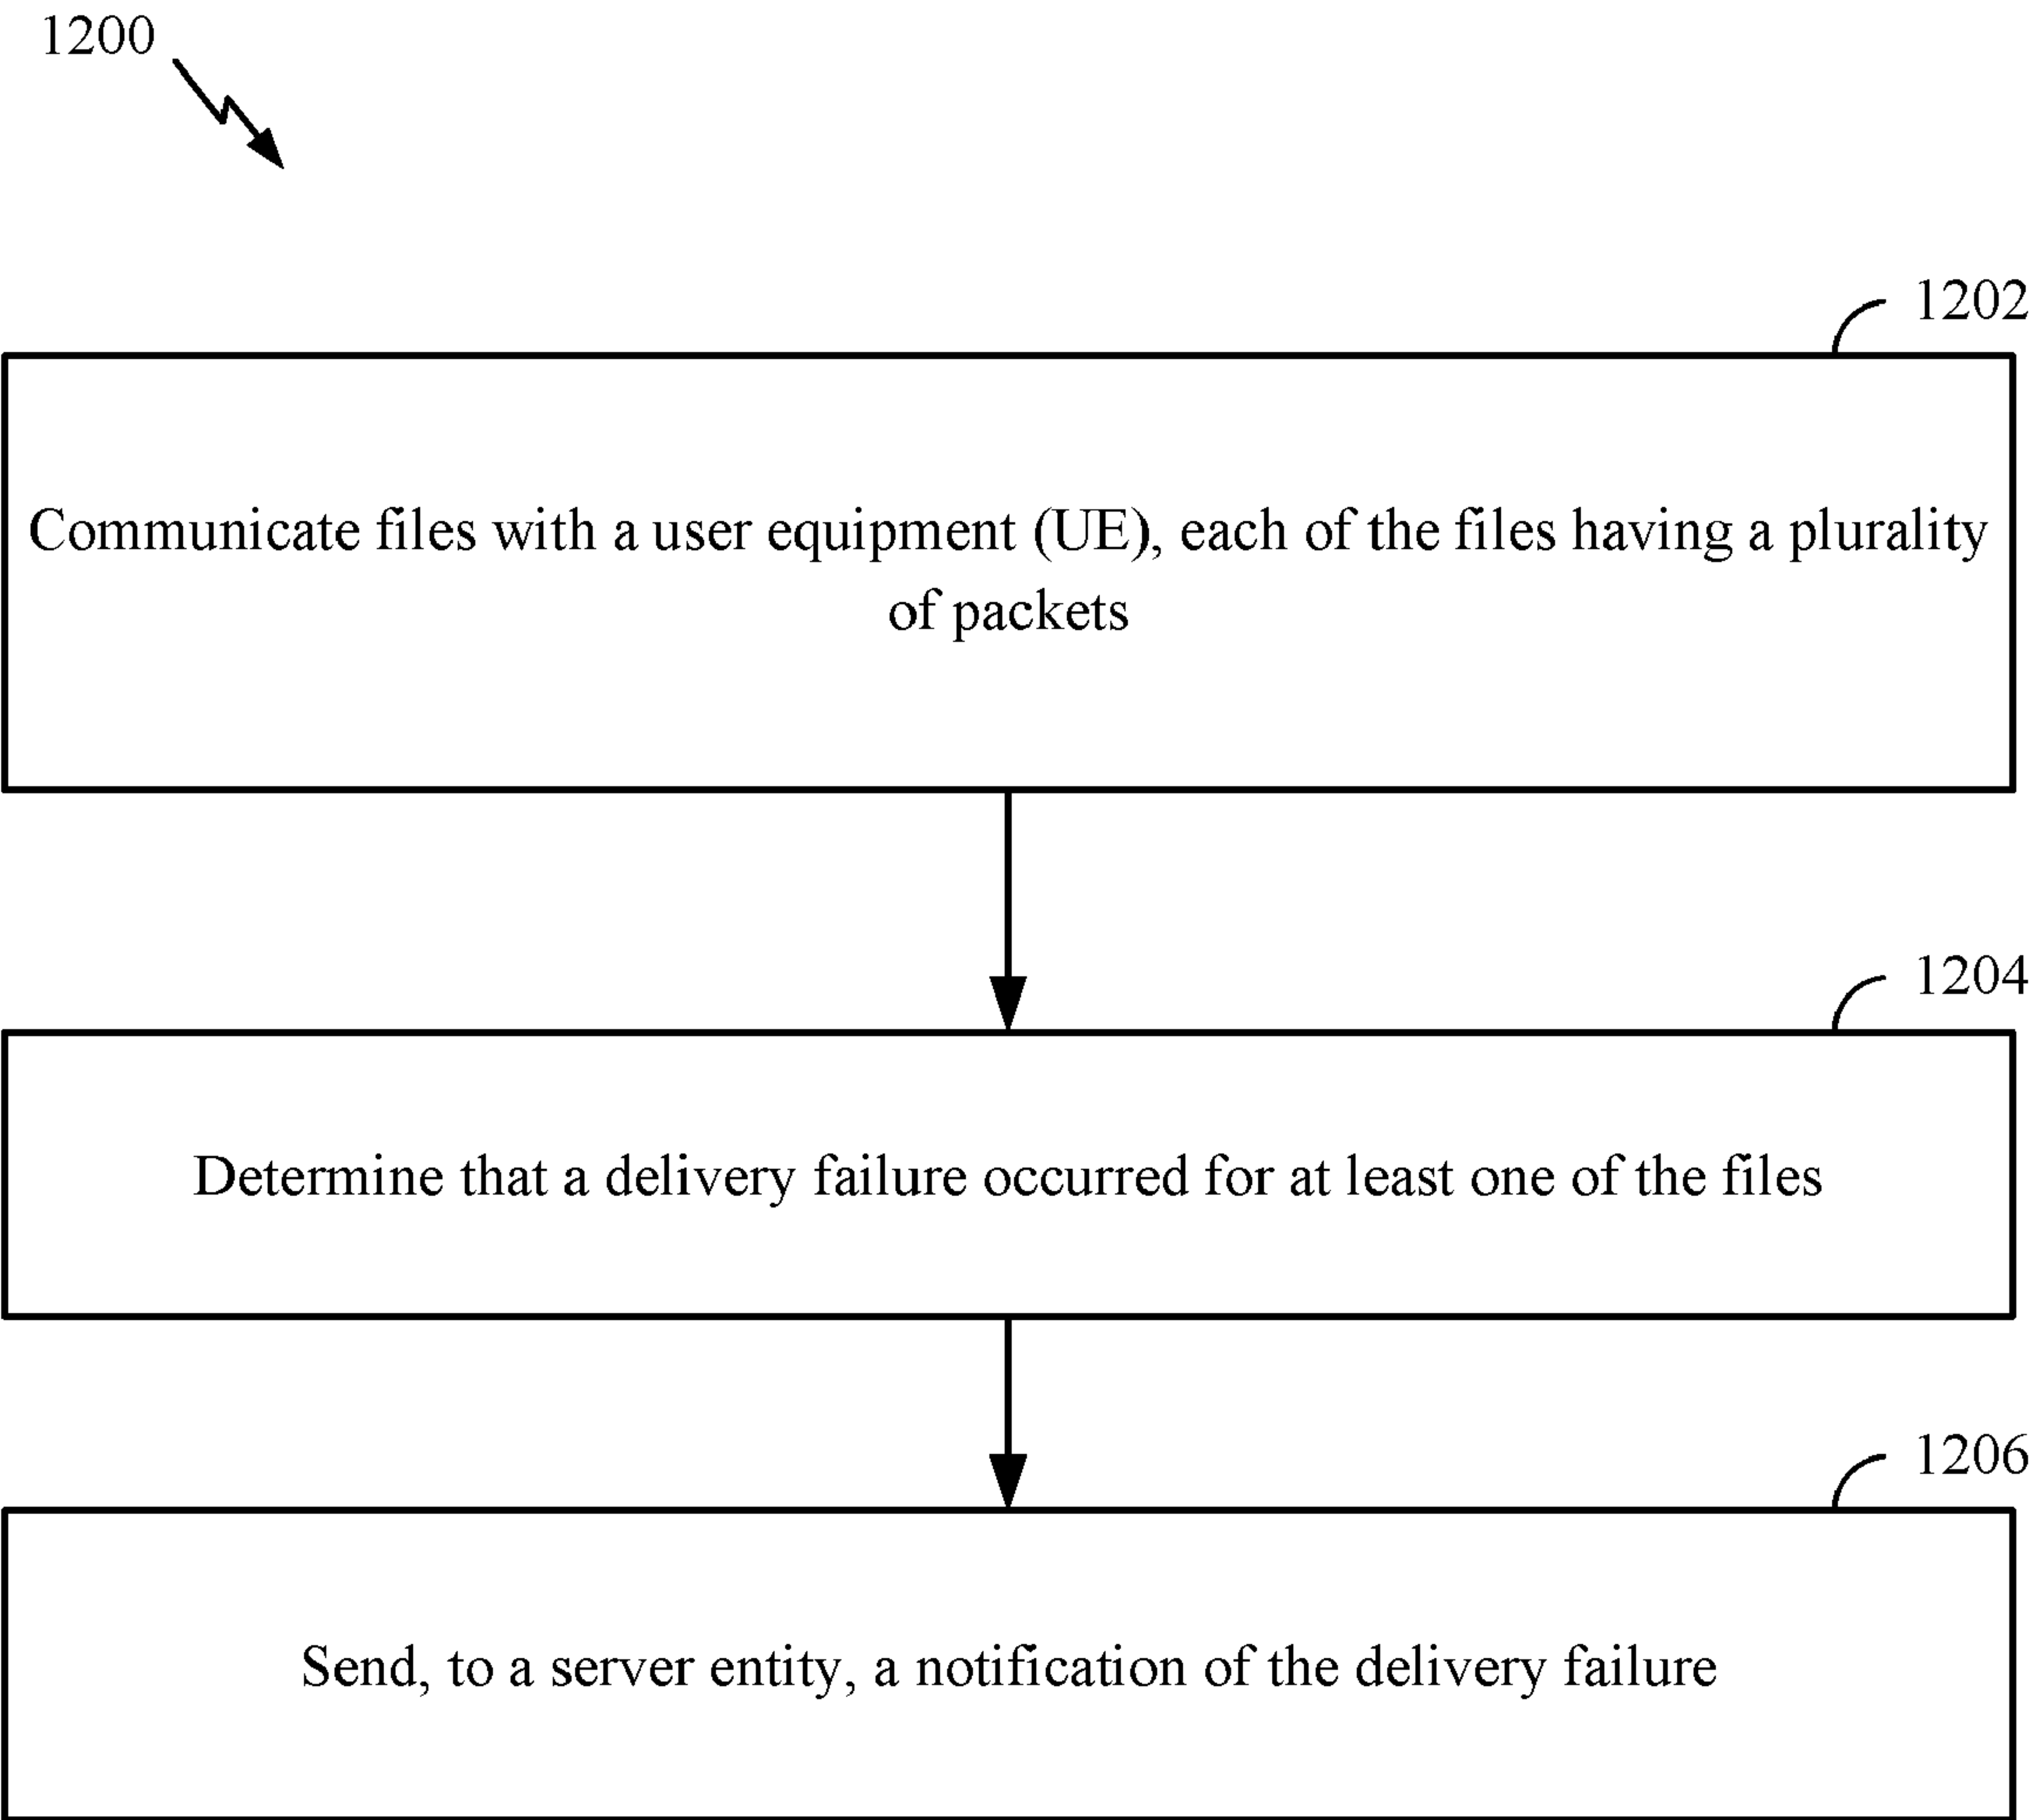 1200
1202
Communicate files with a user equipment (UE), each of the files having a plurality
of packets
1204
Determine that a delivery failure occurred for at least one of the files
1206
Send, to a server entity, a notification of the delivery failure